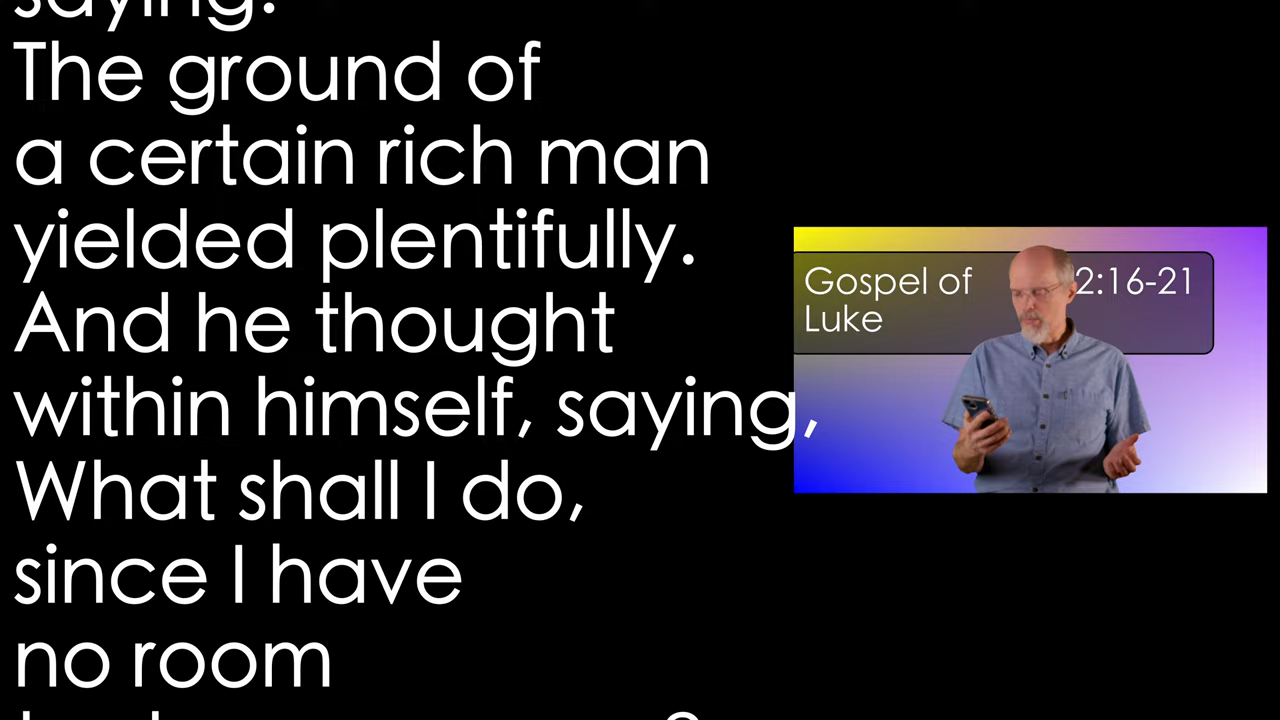 saying:
The ground of
a certain rich man
yielded plentifully.
And he thought
within himself, saying,
What shall I do,
since I have
no room
Gospel of
Luke
2:16-21